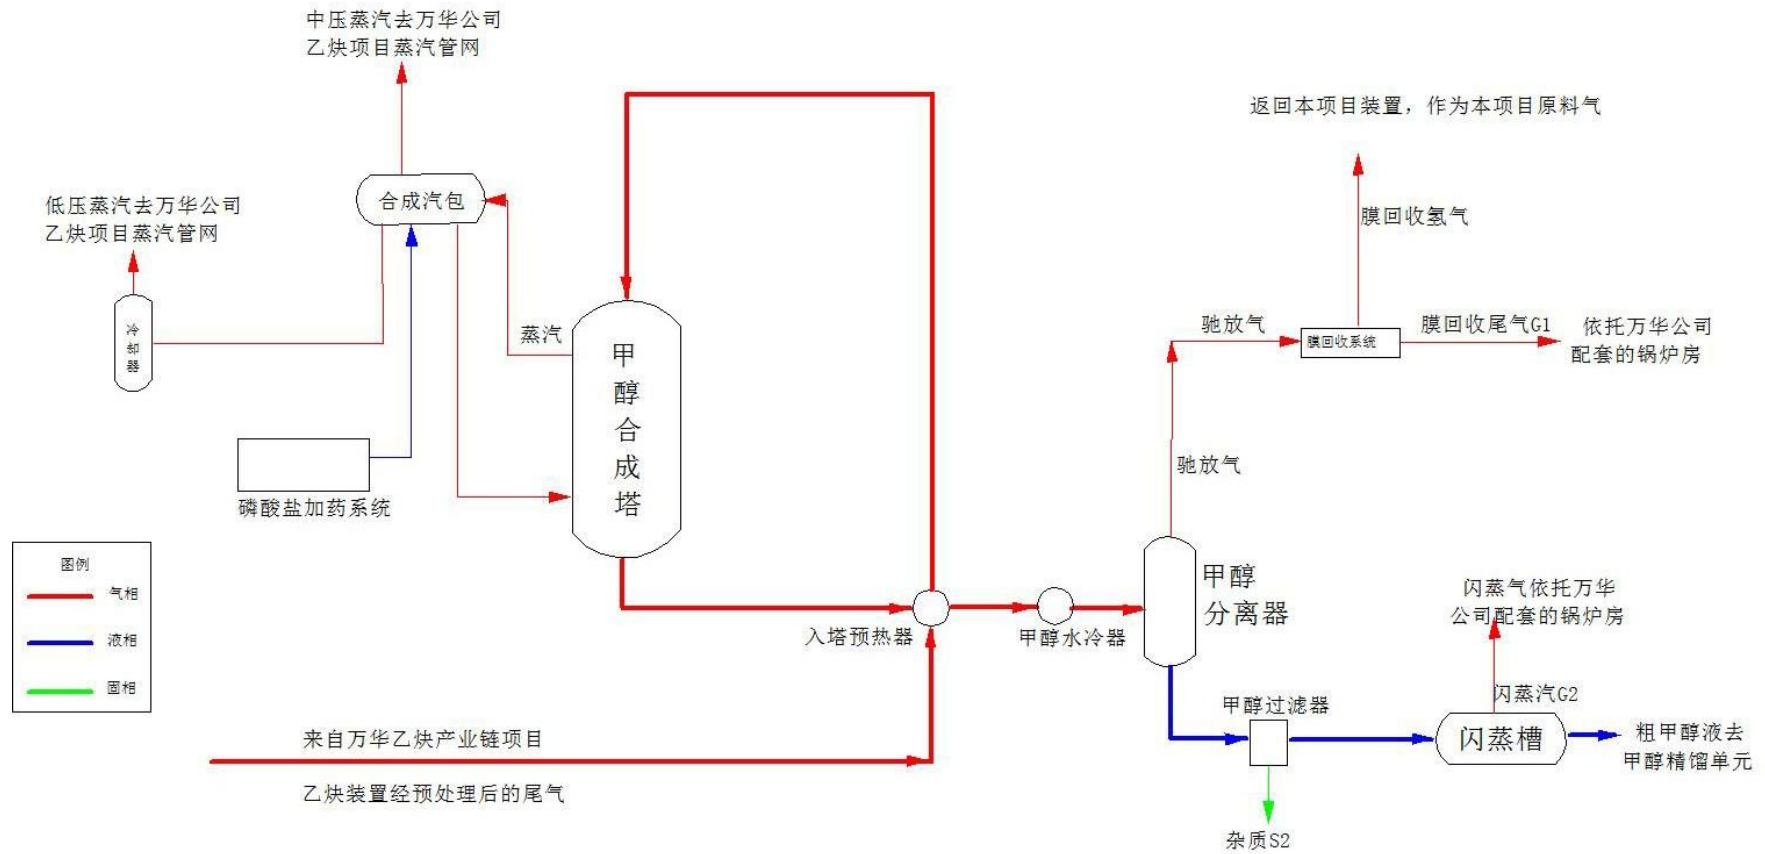 中压蒸汽去万华公司
乙炔项目蒸汽管网
返回本项目装置，作为本项目原料气
低压蒸汽去万华公司
乙炔项目蒸汽管网
合成汽包
膜回收氢气
冷却器
蒸汽
甲醇合成塔
驰放气
膜回收系统
膜回收尾气G1
依托万华公司
配套的锅炉房
驰放气
磷酸盐加药系统
图例
气相
液相
固相
入塔预热器
甲醇水冷器
甲醇
分离器
闪蒸气依托万华
公司配套的锅炉房
闪蒸汽G2
甲醇过滤器
闪蒸槽
粗甲醇液去
甲醇精馏单元
来自万华乙炔产业链项目
乙炔装置经预处理后的尾气
杂质S2